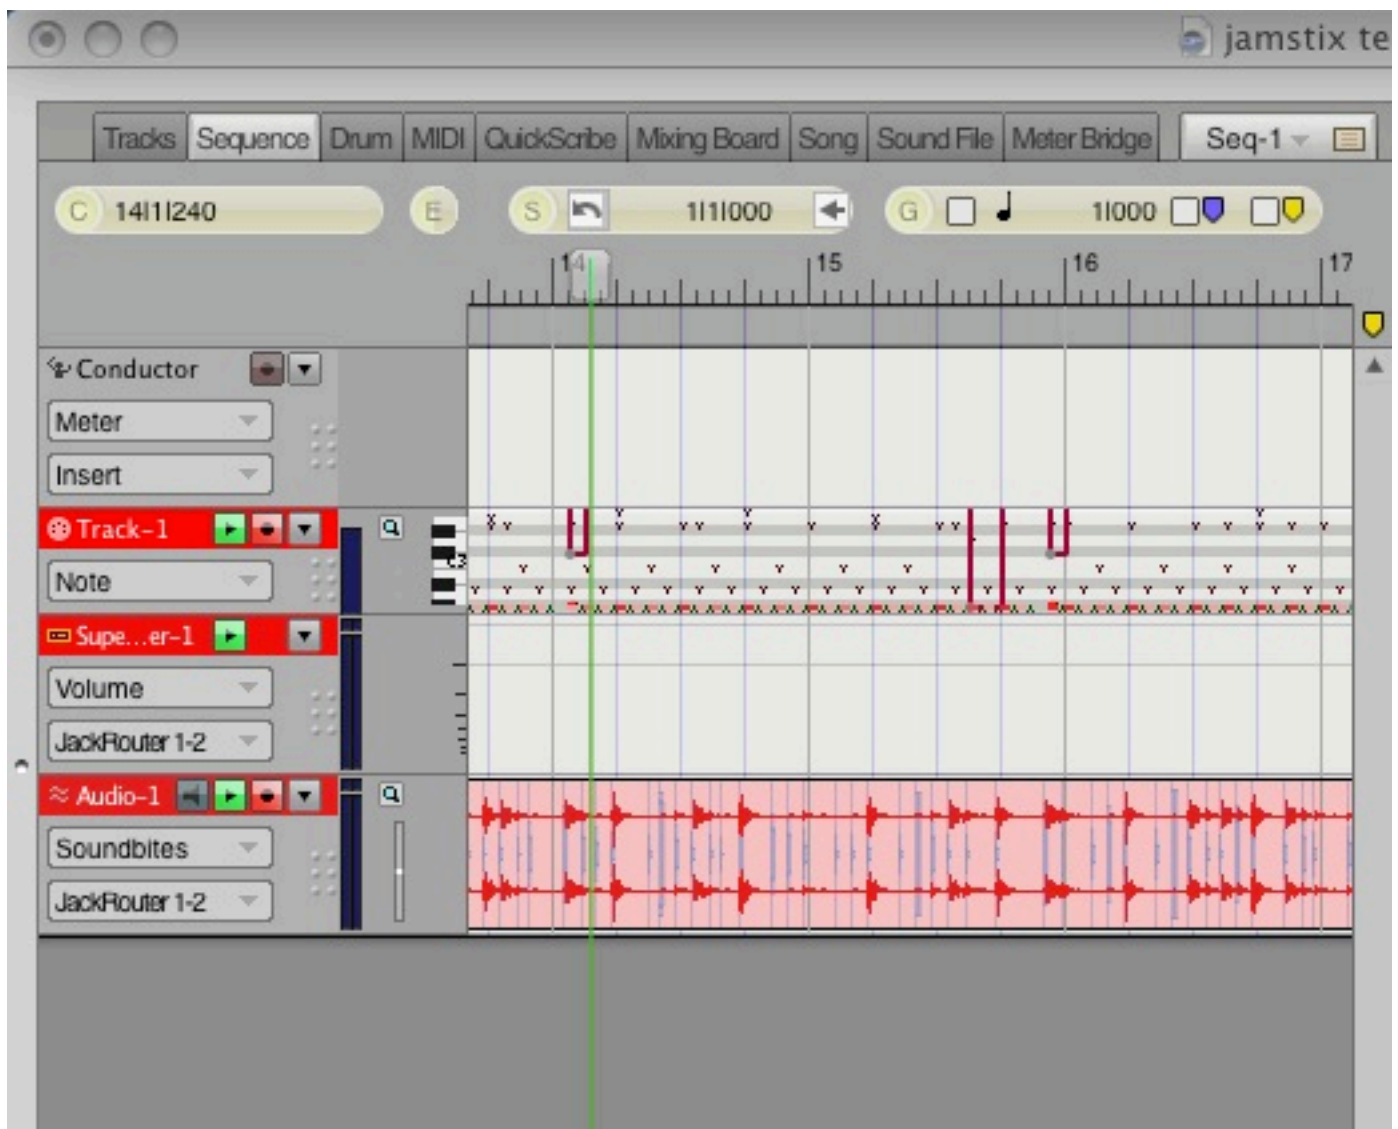 jamstix te
Tracks Sequence Drum MIDI QuickScribe Mixing Board Song Sound File Meter Bridge Seq-1
C 14|1|240 E S 1|1|000 G 1|000
14 15 16 17
Conductor
Meter
Insert
Track-1
C3
Note
Supe...er-1
Volume
JackRouter 1-2
Audio-1
Soundbites
JackRouter 1-2